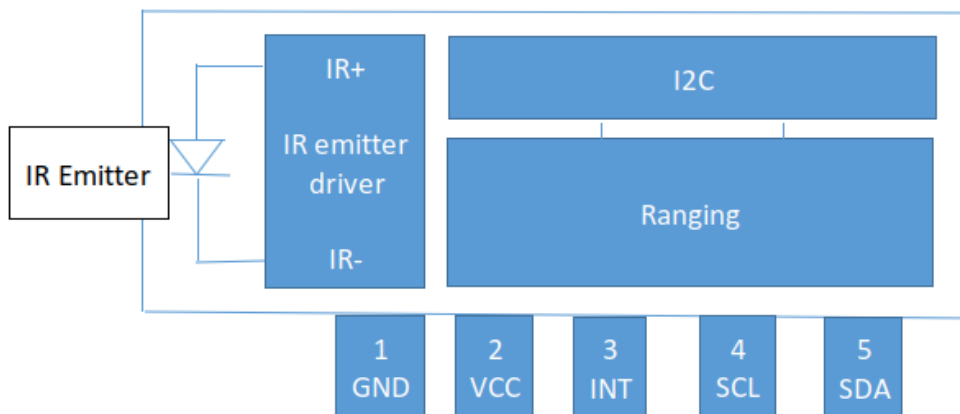 IR Emitter
IR+
IR emitter
driver
IR-
I2C
Ranging
1
GND
2
VCC
3
INT
4
SCL
5
SDA